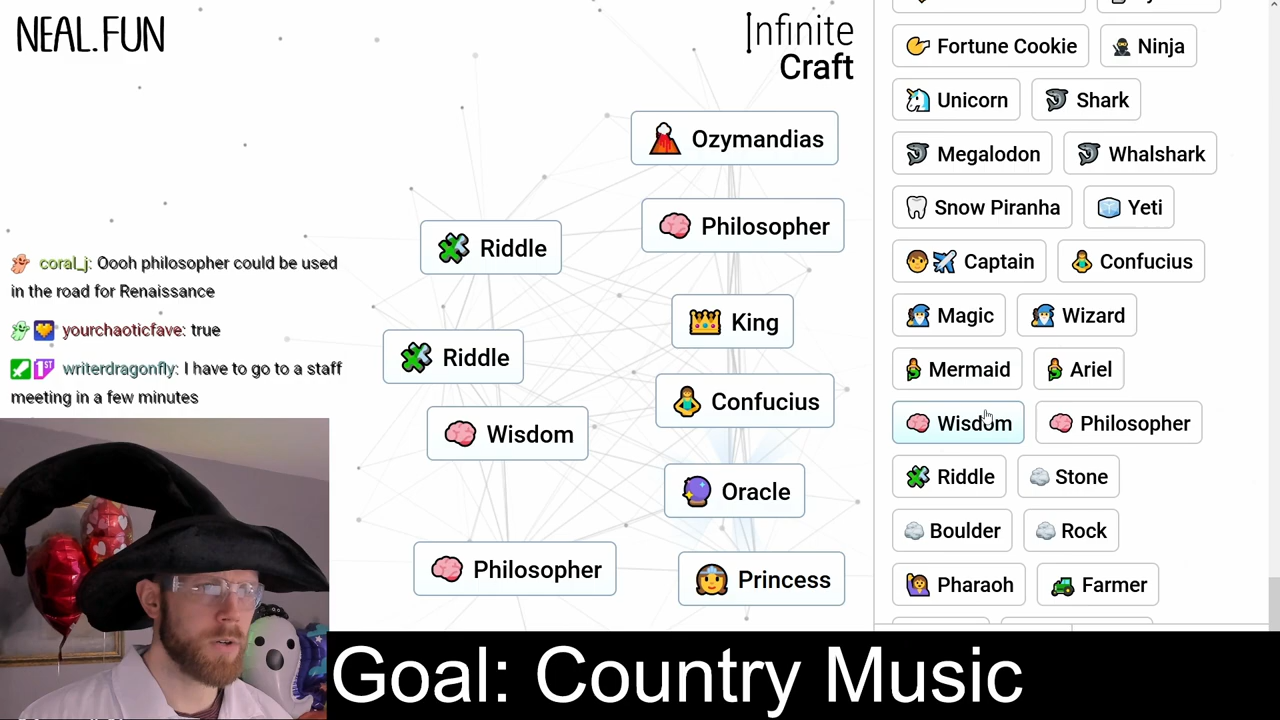 NEAL.FUN
Infinite
Craft
Ozymandias
Philosopher
Riddle
King
Riddle
Confucius
Wisdom
Oracle
Philosopher
Princess
coral_j: Oooh philosopher could be used
in the road for Renaissance
yourchaoticfave: true
1ST writerdragonfly: I have to go to a staff
meeting in a few minutes
Fortune Cookie Ninja
Unicorn Shark
Megalodon Whalshark
Snow Piranha Yeti
Captain Confucius
Magic Wizard
Mermaid Ariel
Wisdom Philosopher
Riddle Stone
Boulder Rock
Pharaoh Farmer
Goal: Country Music